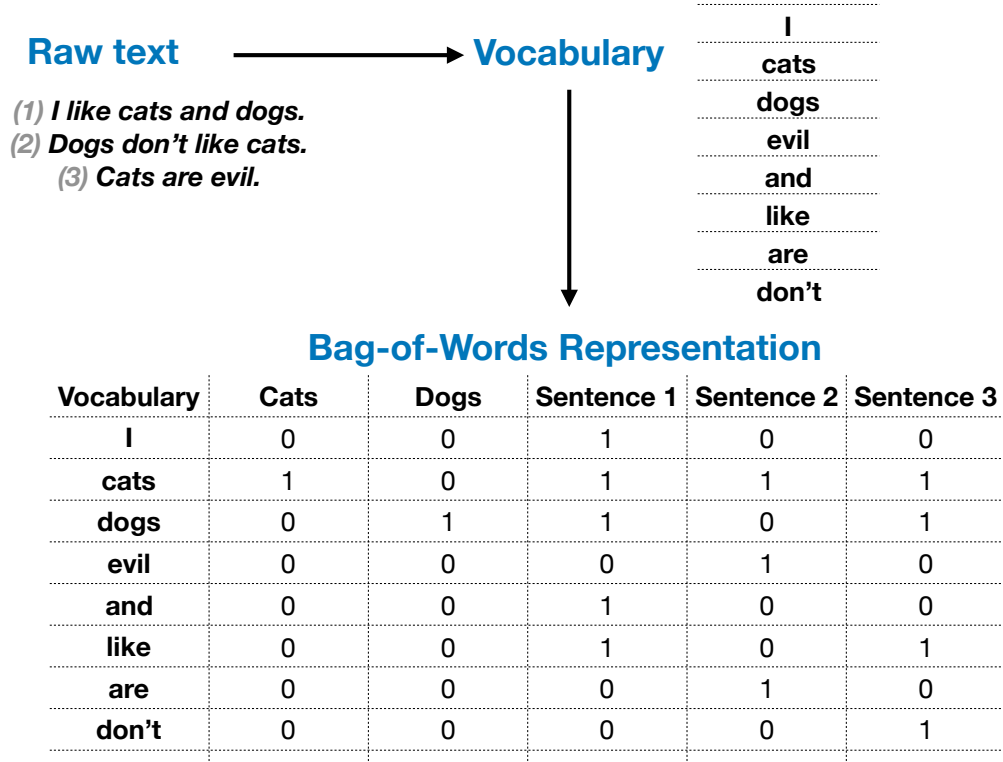 Raw text
Vocabulary
(1) I like cats and dogs.
(2) Dogs don’t like cats.
(3) Cats are evil.
I
cats
dogs
evil
and
like
are
don’t
Bag-of-Words Representation
Vocabulary Cats Dogs Sentence 1 Sentence 2 Sentence 3
I 0 0 1 0 0
cats 1 0 1 1 1
dogs 0 1 1 0 1
evil 0 0 0 1 0
and 0 0 1 0 0
like 0 0 1 0 1
are 0 0 0 1 0
don’t 0 0 0 0 1